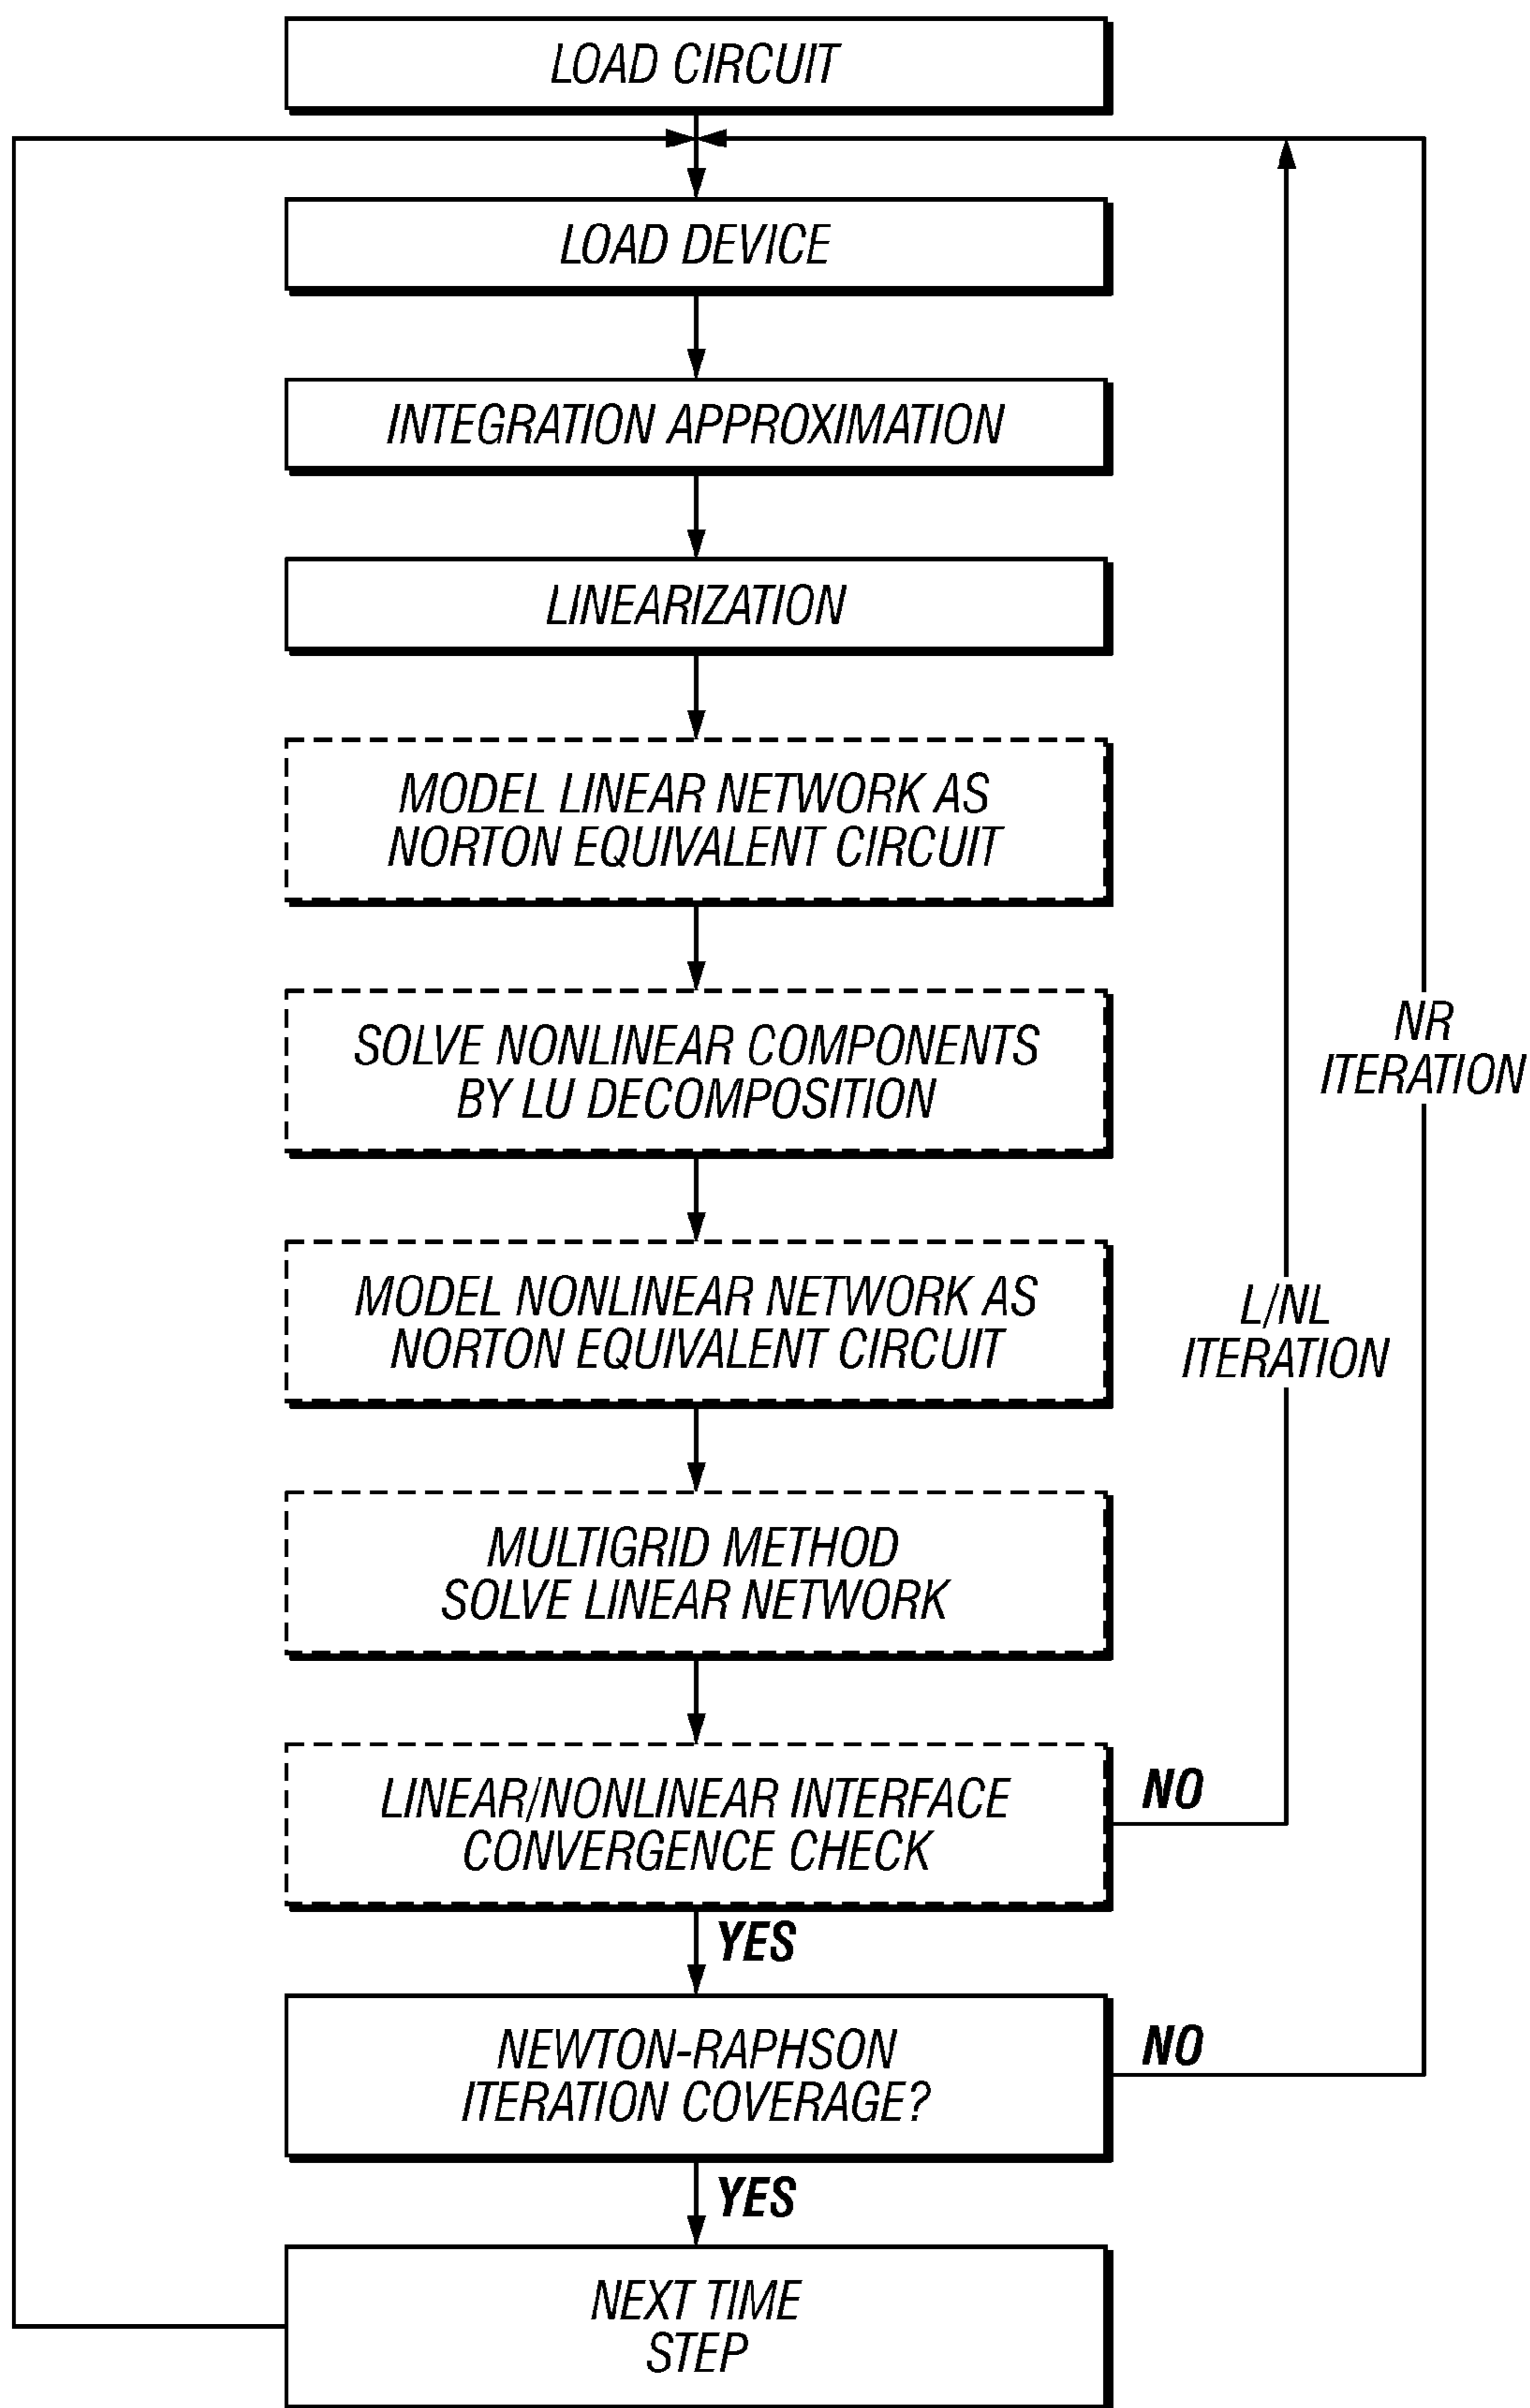 LOAD CIRCUIT
LOAD DEVICE
INTEGRATION APPROXIMATION
LINEARIZATION
MODEL LINEAR NETWORK AS
NORTON EQUIVALENT CIRCUIT
SOLVE NONLINEAR COMPONENTS
BY LU DECOMPOSITION
NR
ITERATION
MODEL NONLINEAR NETWORK AS
NORTON EQUIVALENT CIRCUIT
L/NL
ITERATION
MULTIGRID METHOD
SOLVE LINEAR NETWORK
LINEAR/NONLINEAR INTERFACE
CONVERGENCE CHECK
NO
YES
NEWTON-RAPHSON
ITERATION COVERAGE?
NO
YES
NEXT TIME
STEP